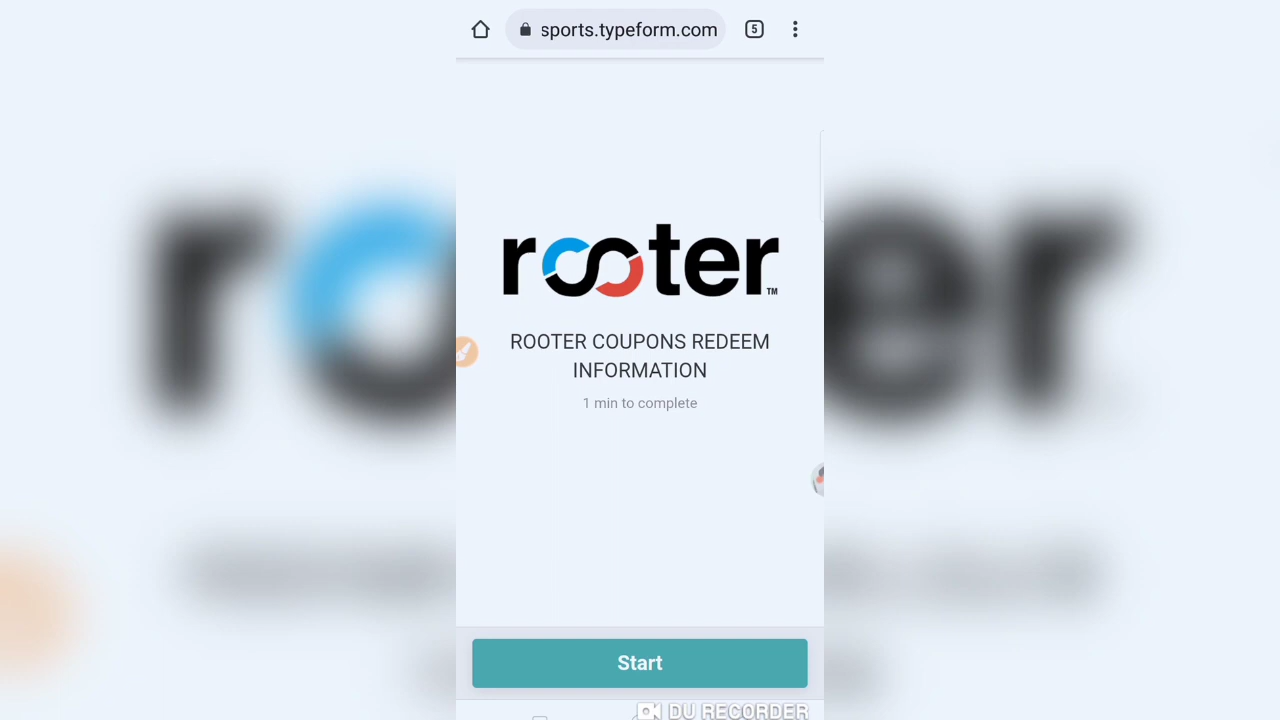 sports.typeform.com
5
rooter
TM
ROOTER COUPONS REDEEM
INFORMATION
1 min to complete
Start
DU RECORDER